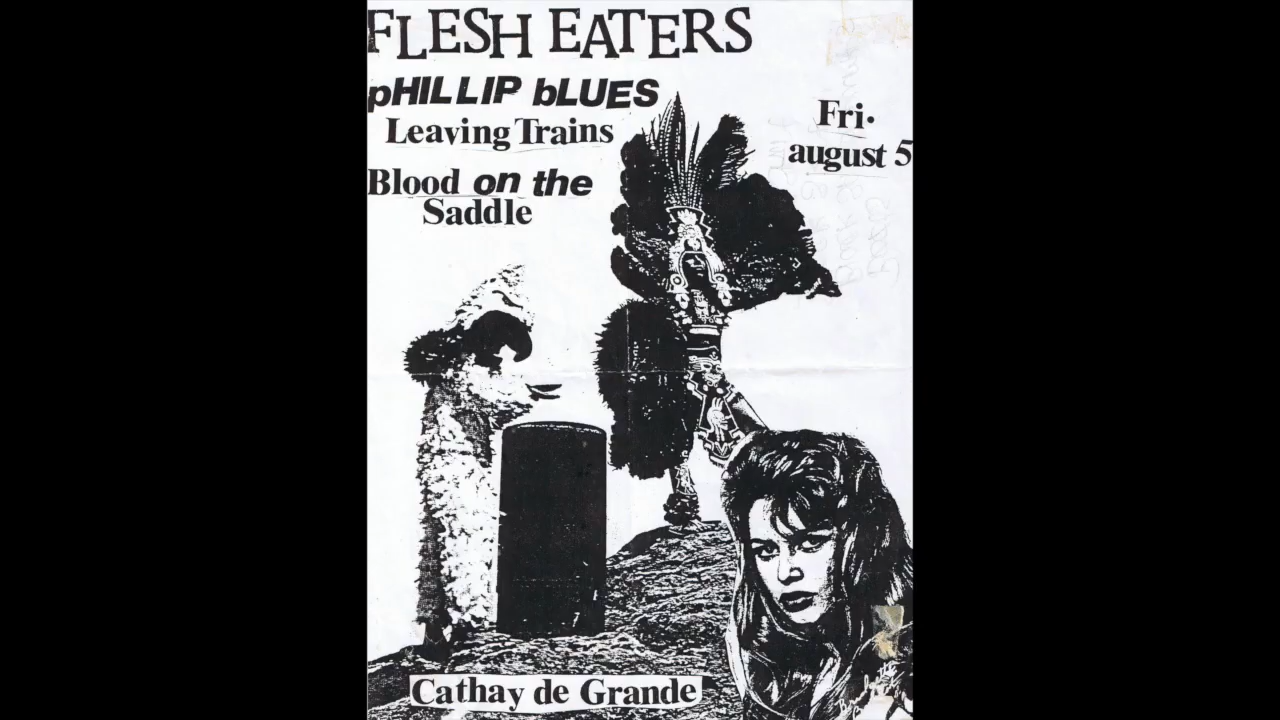 FLESH EATERS
pHILLIP bLUES
Leaving Trains
Blood on the
Saddle
Fri.
august 5
Cathay de Grande